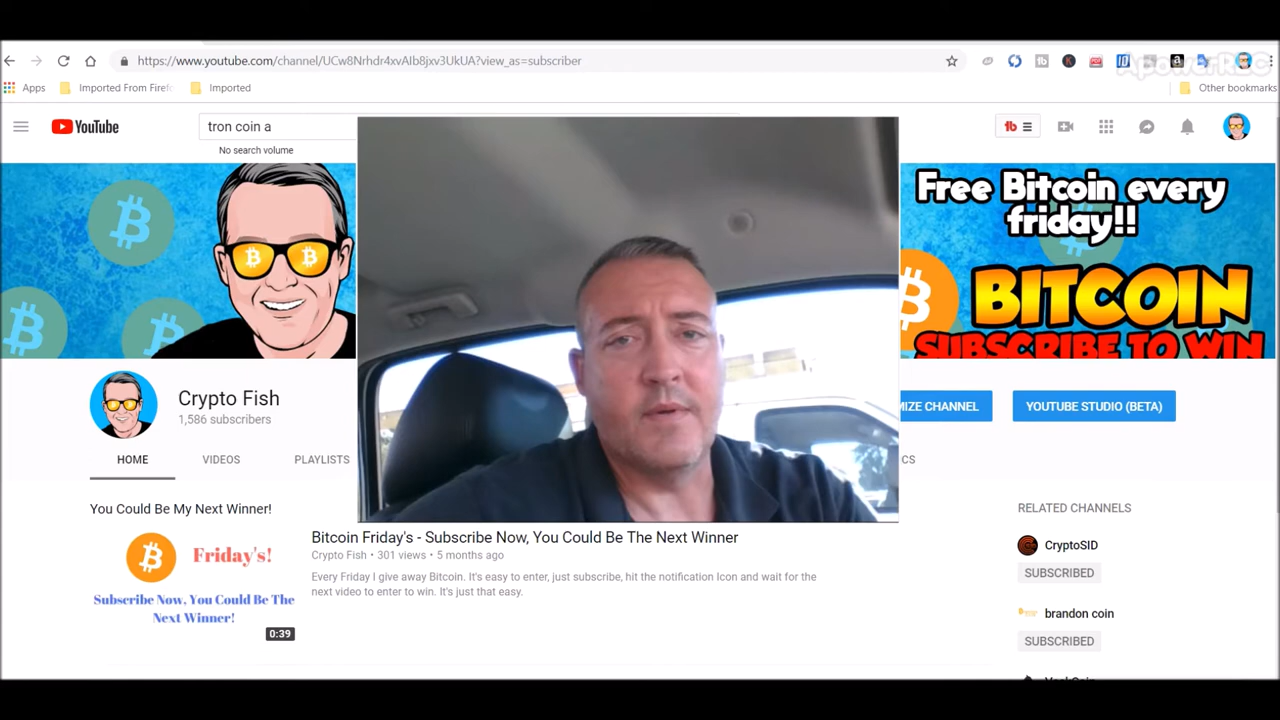 https://www.youtube.com/channel/UCw8Nrhdr4xvAIb8jxv3UkUA?view_as=subscriber
ApowerREC
Apps Imported From Firef Imported Other bookmarks
YouTube
tron coin a
No search volume
Free Bitcoin every
friday!!
BITCOIN
SUBSCRIBE TO WIN
Crypto Fish
1,586 subscribers
MIZE CHANNEL YOUTUBE STUDIO (BETA)
HOME VIDEOS PLAYLISTS CS
You Could Be My Next Winner!
Friday's!
Subscribe Now, You Could Be The
Next Winner!
0:39
Bitcoin Friday's - Subscribe Now, You Could Be The Next Winner
Crypto Fish • 301 views • 5 months ago
Every Friday I give away Bitcoin. It's easy to enter, just subscribe, hit the notification Icon and wait for the
next video to enter to win. It's just that easy.
RELATED CHANNELS
CryptoSID
SUBSCRIBED
brandon coin
SUBSCRIBED